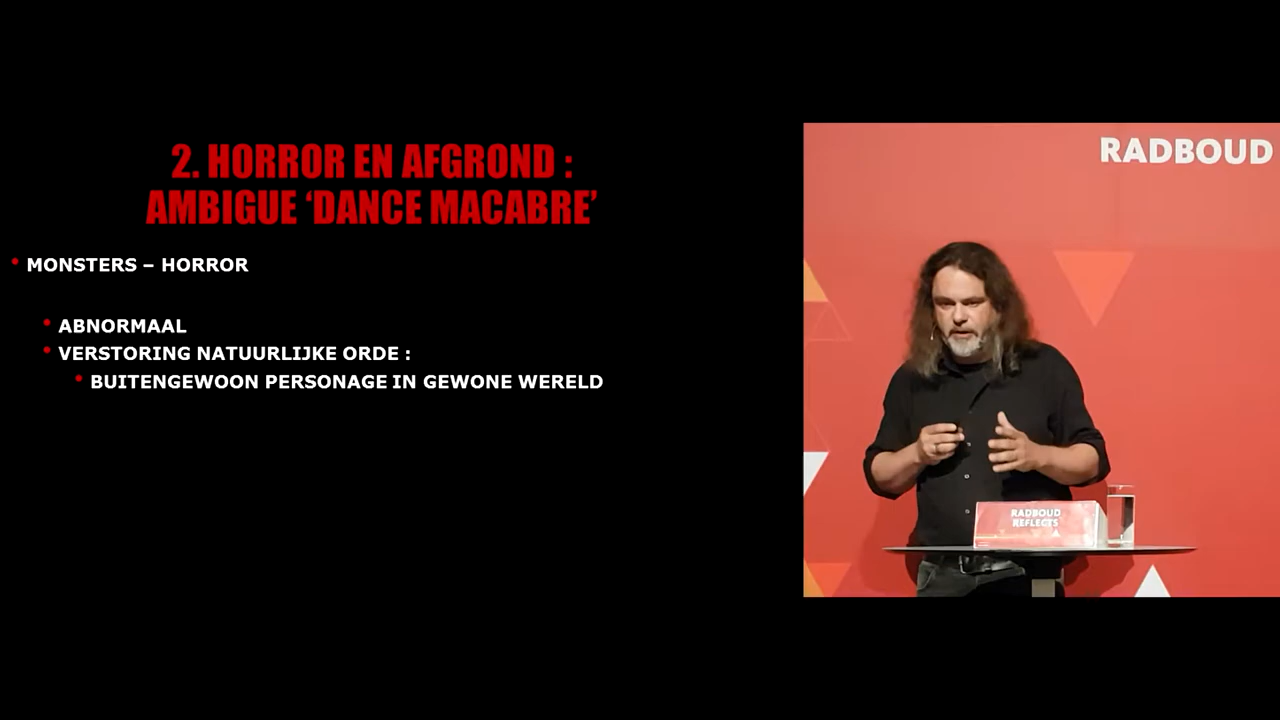 2. HORROR EN AFGROND :
AMBIGUE ‘DANCE MACABRE’
• MONSTERS – HORROR
• ABNORMAAL
• VERSTORING NATUURLIJKE ORDE :
• BUITENGEWOON PERSONAGE IN GEWONE WERELD
RADBOUD
RADBOUD
REFLECTS